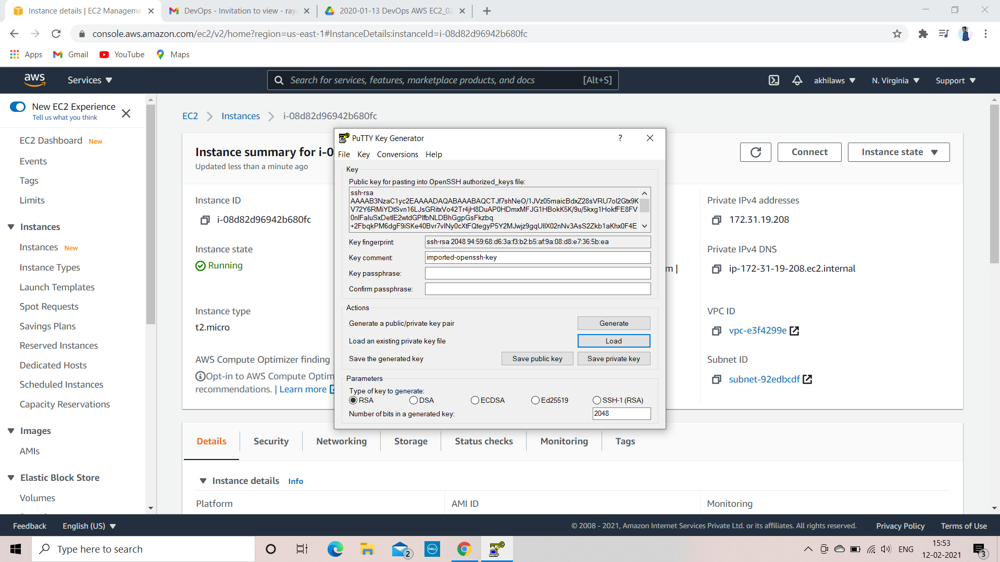 Instance details | EC2 Manageme
DevOps - Invitation to view - ray
2020-01-13 DevOps AWS EC2_02
console.aws.amazon.com/ec2/v2/home?region=us-east-1#InstanceDetails:instanceId=i-08d82d96942b680fc
Apps
Gmail
YouTube
Maps
aws
Services
Search for services, features, marketplace products, and docs
[Alt+S]
akhilaws
N. Virginia
Support
New EC2 Experience
Tell us what you think
EC2 Dashboard New
Events
Tags
Limits
Instances
Instances New
Instance Types
Launch Templates
Spot Requests
Savings Plans
Reserved Instances
Dedicated Hosts
Scheduled Instances
Capacity Reservations
Images
AMIs
Elastic Block Store
Volumes
EC2
Instances
i-08d82d96942b680fc
Instance summary for i-0
Updated less than a minute ago
Connect
Instance state
Instance ID
i-08d82d96942b680fc
Instance state
Running
Instance type
t2.micro
AWS Compute Optimizer finding
Opt-in to AWS Compute Optim
recommendations. | Learn more
m |
Private IPv4 addresses
172.31.19.208
Private IPv4 DNS
ip-172-31-19-208.ec2.internal
VPC ID
vpc-e3f4299e
Subnet ID
subnet-92edbcdf
PuTTY Key Generator
?
File
Key
Conversions
Help
Key
Public key for pasting into OpenSSH authorized_keys file:
ssh-rsa
Key fingerprint:
ssh-rsa 2048 94:59:68:d6:3a:f3:b2:b5:af:9a:08:d8:e7:36:5b:ea
Key comment:
imported-openssh-key
Key passphrase:
Confirm passphrase:
Actions
Generate a public/private key pair
Generate
Load an existing private key file
Load
Save the generated key
Save public key
Save private key
Parameters
Type of key to generate:
RSA
DSA
ECDSA
Ed25519
SSH-1 (RSA)
Number of bits in a generated key:
2048
Details
Security
Networking
Storage
Status checks
Monitoring
Tags
Instance details Info
Platform
AMI ID
Monitoring
Feedback
English (US)
© 2008 - 2021, Amazon Internet Services Private Ltd. or its affiliates. All rights reserved.
Privacy Policy
Terms of Use
Type here to search
2
DELL
ENG
15:53
12-02-2021
3